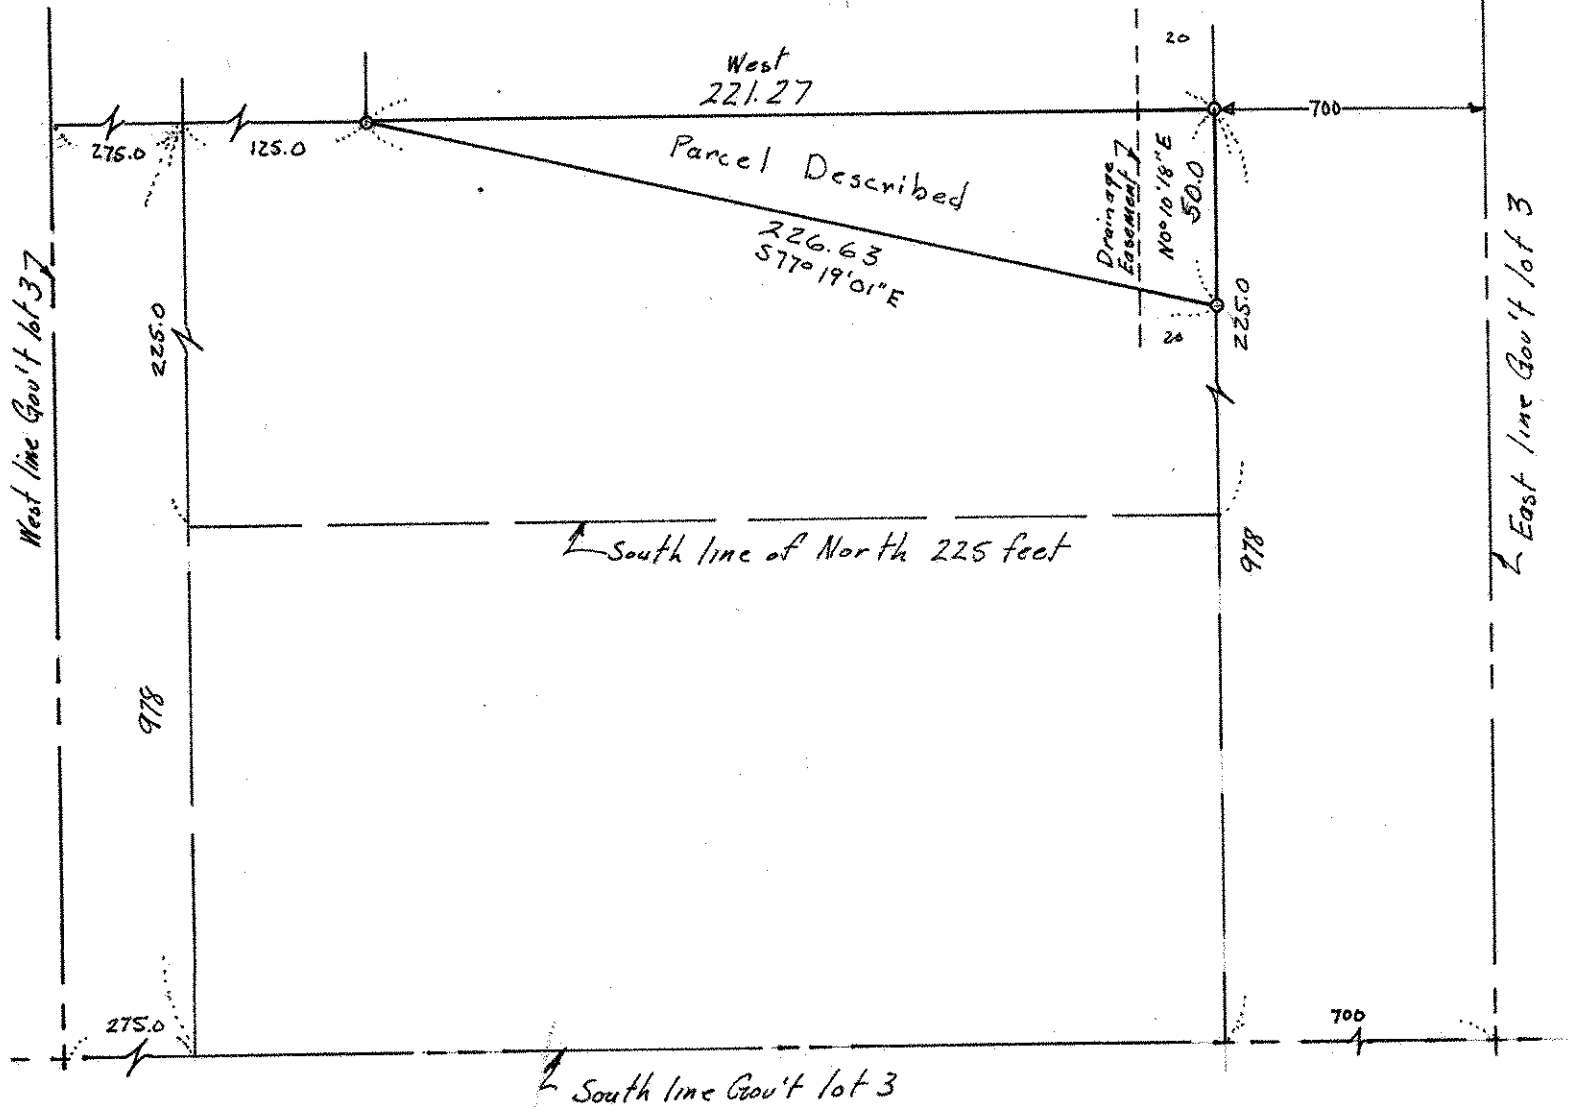 20
West
221.27
700
275.0
125.0
Parcel Described
Drainage
Easement
N0°10'18"E
50.0
226.63
S77°19'01"E
West line Gov't lot 3
East line Gov't lot 3
225.0
225.0
20
South line of North 225 feet
978
978
275.0
700
South line Gov't lot 3